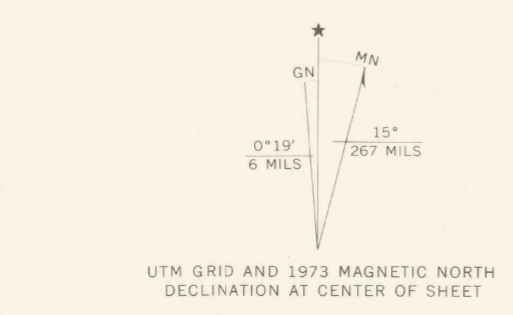 ★
MN
GN
0°19'
6 MILS
15°
267 MILS
UTM GRID AND 1973 MAGNETIC NORTH
DECLINATION AT CENTER OF SHEET